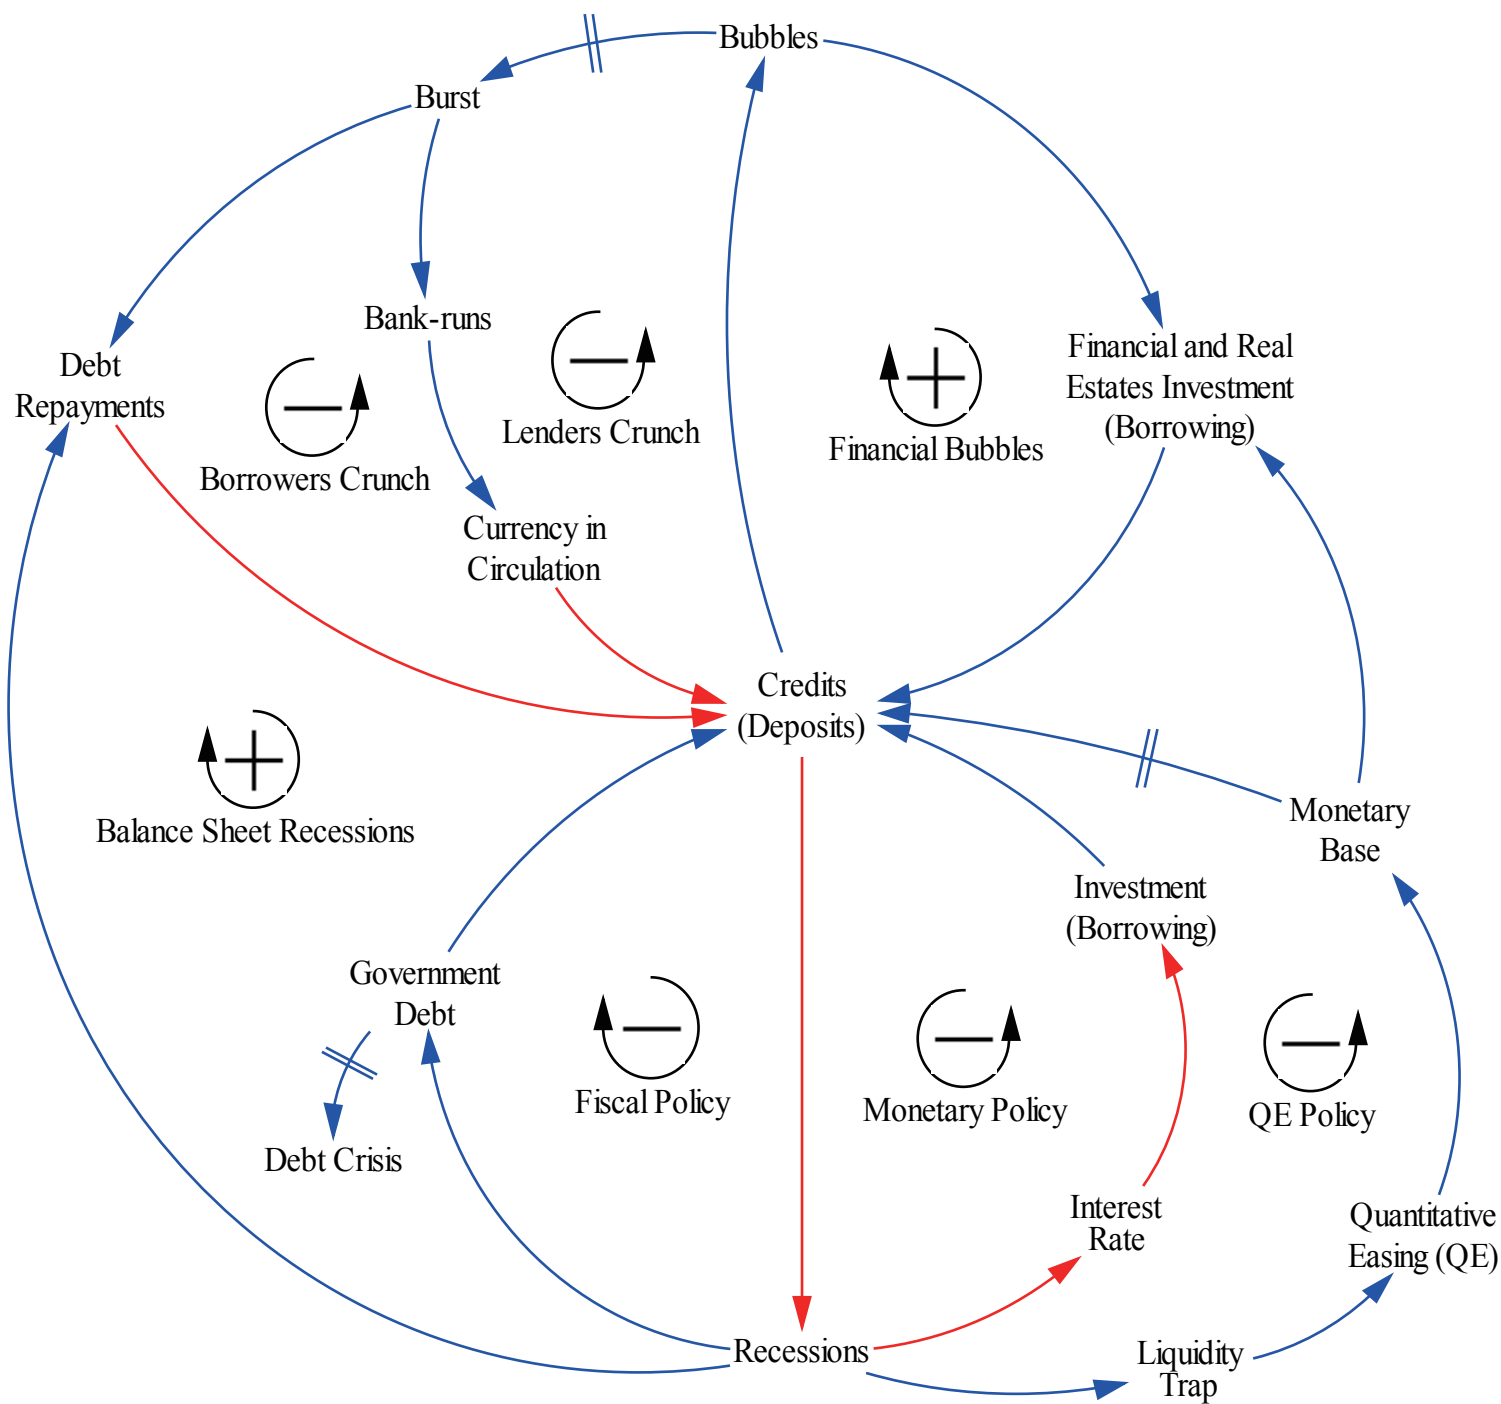 Bubbles
Burst
Bank-runs
Debt
Repayments
Financial and Real
Estates Investment
(Borrowing)
Lenders Crunch
Financial Bubbles
Borrowers Crunch
Currency in
Circulation
Credits
(Deposits)
Balance Sheet Recessions
Monetary
Base
Investment
(Borrowing)
Government
Debt
Fiscal Policy
Monetary Policy
QE Policy
Debt Crisis
Interest
Rate
Quantitative
Easing (QE)
Recessions
Liquidity
Trap